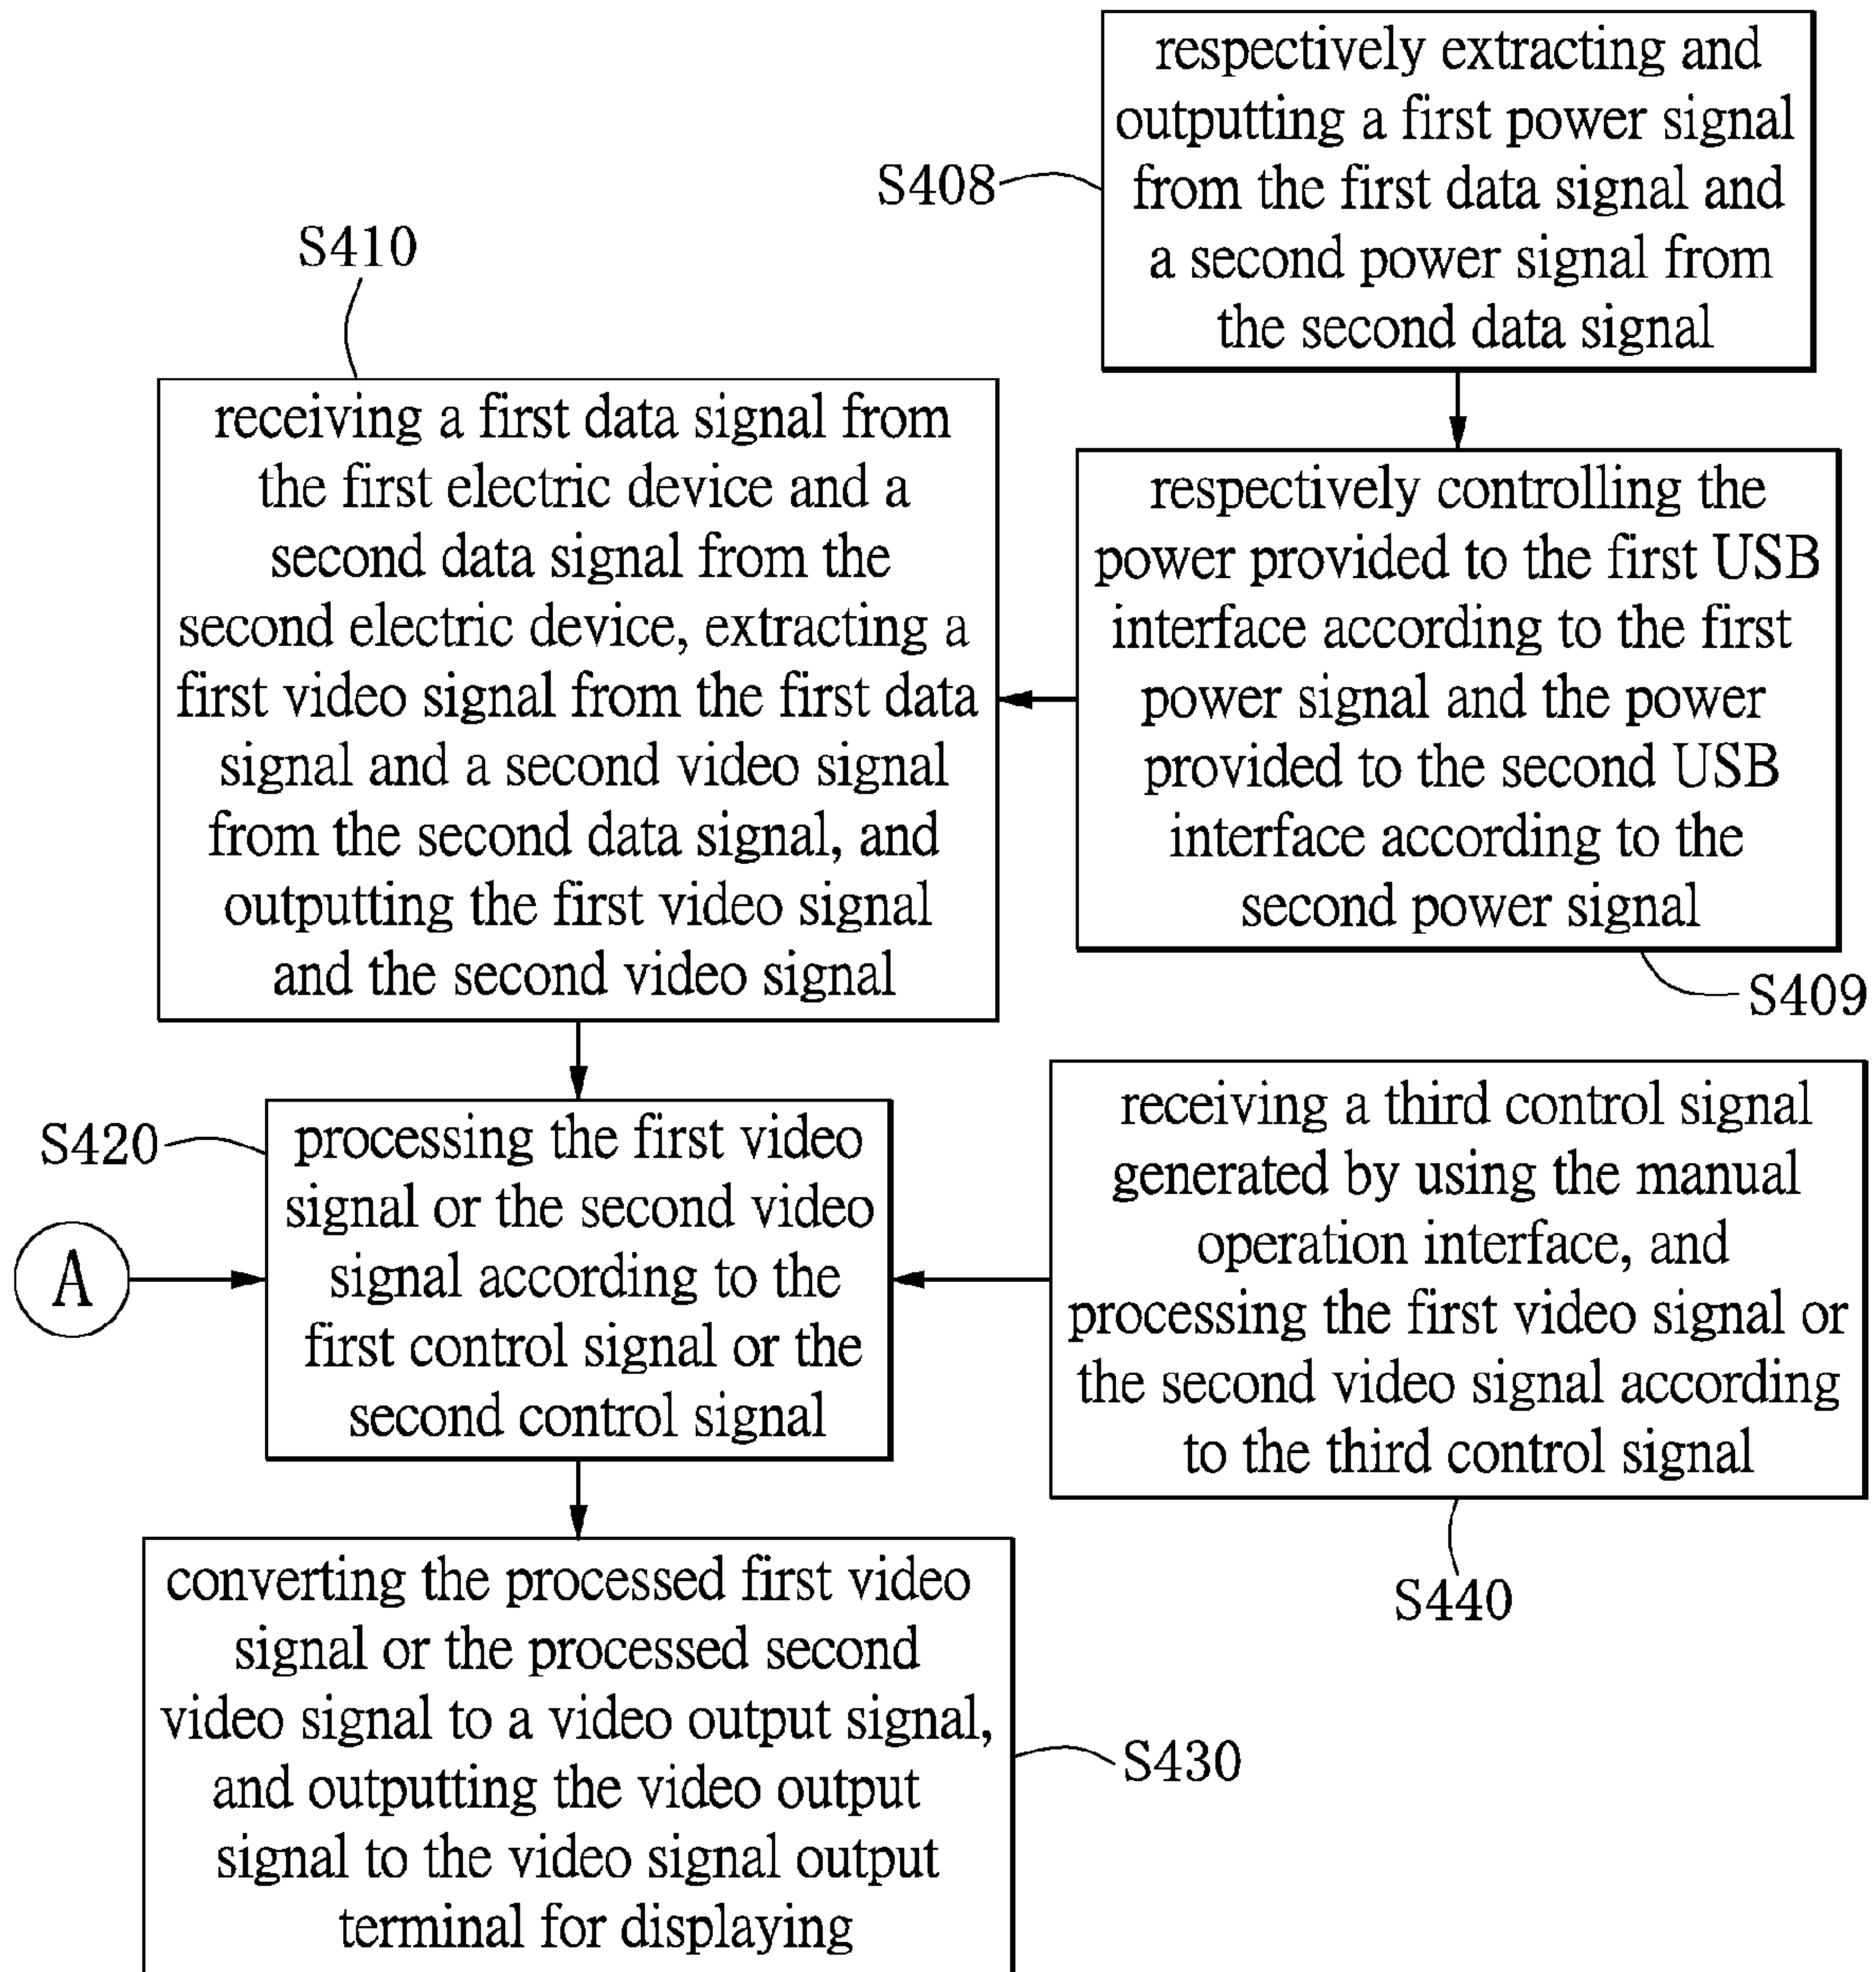 respectively extracting and
outputting a first power signal
from the first data signal and
a second power signal from
the second data signal
S408
S410
receiving a first data signal from
the first electric device and a
second data signal from the
second electric device, extracting a
first video signal from the first data
signal and a second video signal
from the second data signal, and
outputting the first video signal
and the second video signal
respectively controlling the
power provided to the first USB
interface according to the first
power signal and the power
provided to the second USB
interface according to the
second power signal
S409
S420
processing the first video
signal or the second video
signal according to the
first control signal or the
second control signal
A
receiving a third control signal
generated by using the manual
operation interface, and
processing the first video signal or
the second video signal according
to the third control signal
S440
converting the processed first video
signal or the processed second
video signal to a video output signal,
and outputting the video output
signal to the video signal output
terminal for displaying
S430